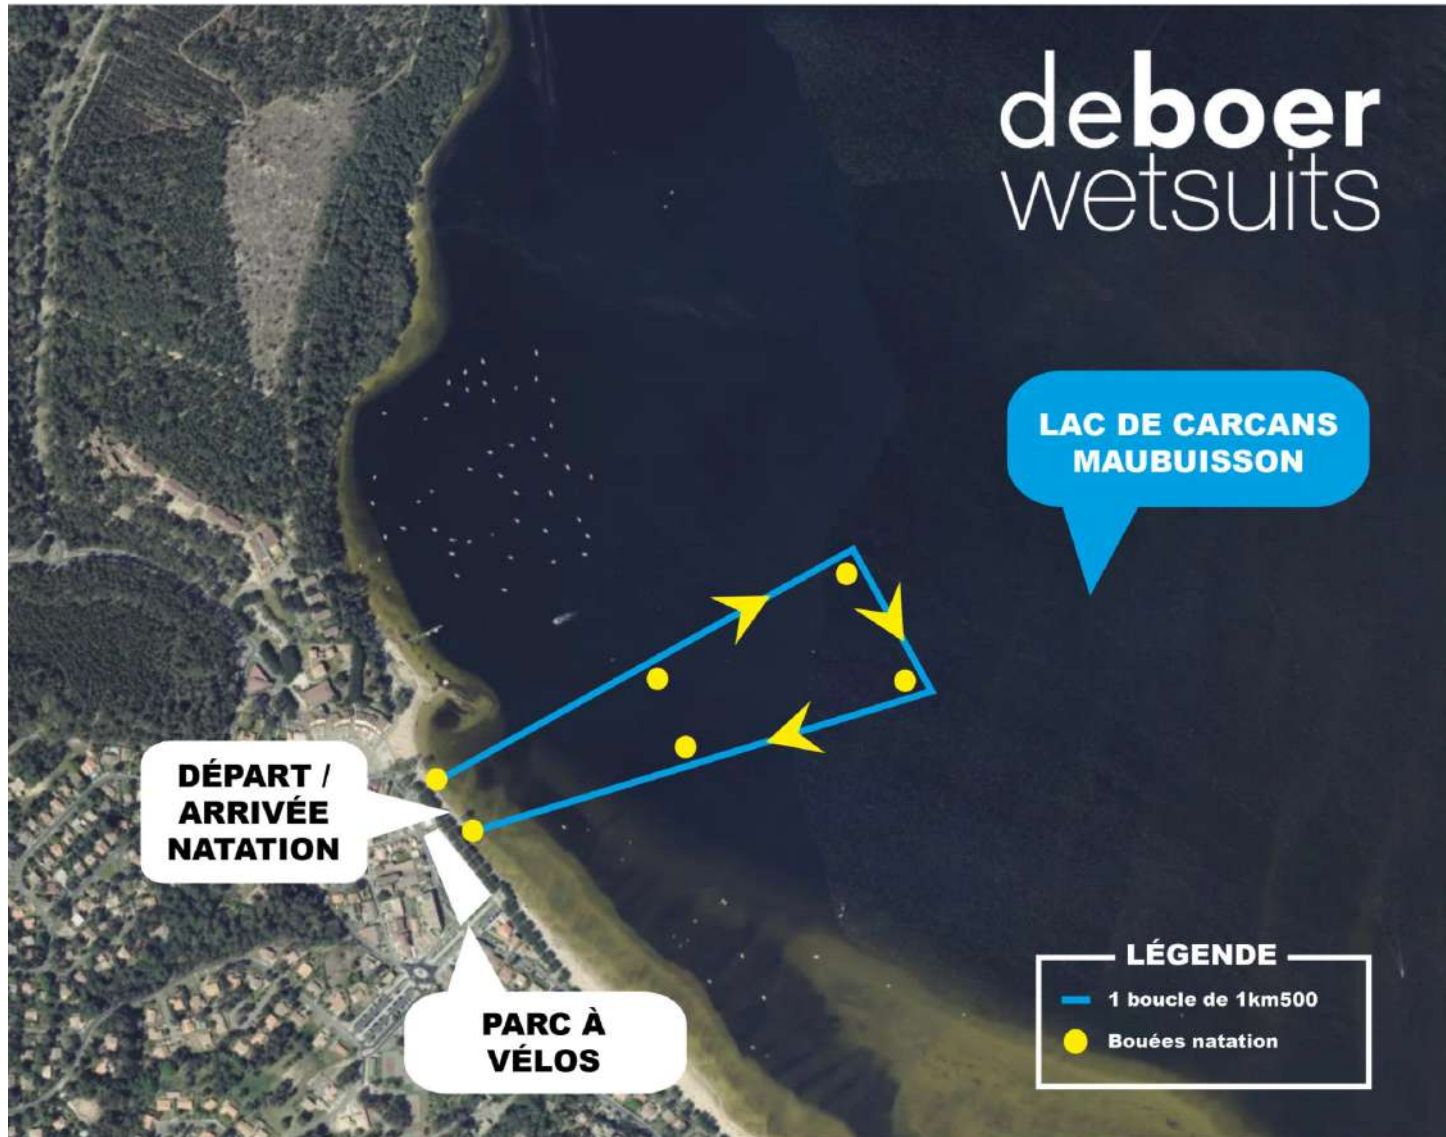 deboer
wetsuits
LAC DE CARCANS
MAUBUISSON
DÉPART /
ARRIVÉE
NATATION
PARC À
VÉLOS
LÉGENDE
1 boucle de 1km500
Bouées natation